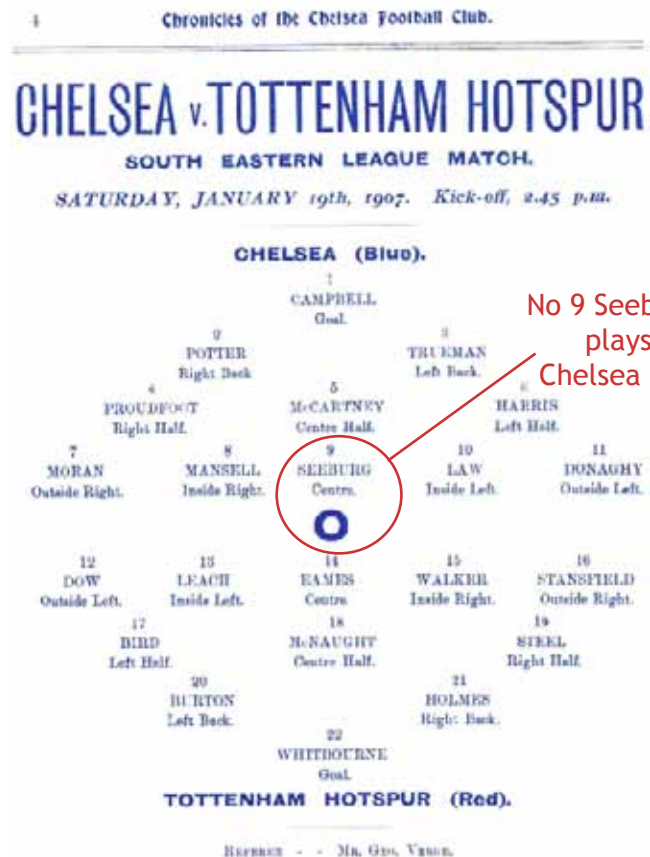 4 Chronicles of the Chelsea Football Club.
CHELSEA v. TOTTENHAM HOTSPUR
SOUTH EASTERN LEAGUE MATCH.
SATURDAY, JANUARY 19th, 1907. Kick-off, 2.45 p.m.
CHELSEA (Blue).
1
CAMPBELL
Goal.
No 9 Seeb
plays
Chelsea
2 3
POTTER TRUEMAN
Right Back Left Back.
4 5 6
PROUDFOOT McCARTNEY HARRIS
Right Half. Centre Half. Left Half.
7 8 9 10 11
MORAN MANSELL SEEBURG LAW DONAGHY
Outside Right. Inside Right. Centre. Inside Left. Outside Left.
O
12 13 14 15 16
DOW LEACH EAMES WALKER STANSFIELD
Outside Left. Inside Left. Centre Inside Right. Outside Right.
17 18 19
BIRD McNAUGHT STEEL
Left Half. Centre Half. Right Half.
20 21
BURTON HOLMES
Left Back. Right Back.
22
WHITBOURNE
Goal.
TOTTENHAM HOTSPUR (Red).
REFEREE - - MR. GEO.